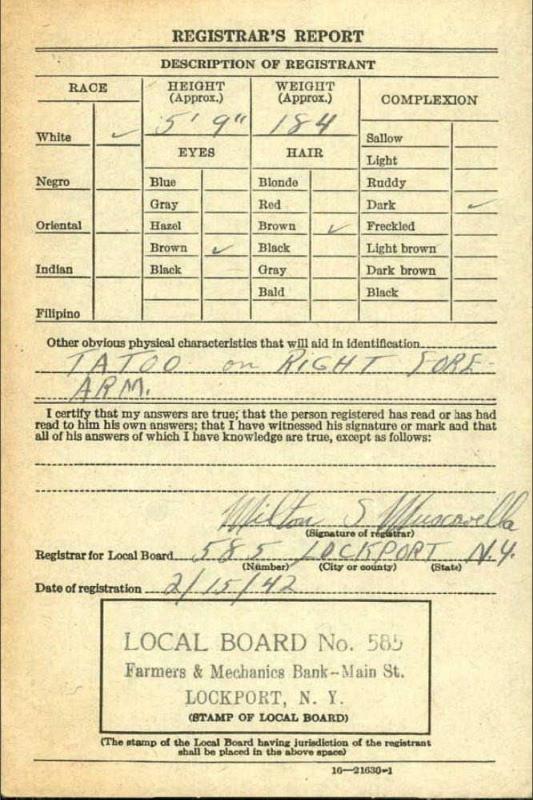 REGISTRAR'S REPORT
DESCRIPTION OF REGISTRANT
RACE
HEIGHT (Approx.)
WEIGHT (Approx.)
COMPLEXION
5' 9"
184
White ✓
EYES
HAIR
Sallow
Light
Negro
Blue
Blonde
Ruddy
Gray
Red
Dark ✓
Oriental
Hazel
Brown ✓
Freckled
Brown ✓
Black
Light brown
Indian
Black
Gray
Dark brown
Bald
Black
Filipino
Other obvious physical characteristics that will aid in identification
TATOO on RIGHT FORE-
ARM.
I certify that my answers are true; that the person registered has read or has had
read to him his own answers; that I have witnessed his signature or mark and that
all of his answers of which I have knowledge are true, except as follows:
Milton S Muscarella
(Signature of registrar)
Registrar for Local Board 585 LOCKPORT N.Y.
(Number) (City or county) (State)
Date of registration 2/15/42
LOCAL BOARD No. 585
Farmers & Mechanics Bank--Main St.
LOCKPORT, N. Y.
(STAMP OF LOCAL BOARD)
(The stamp of the Local Board having jurisdiction of the registrant
shall be placed in the above space)
16—21630-1